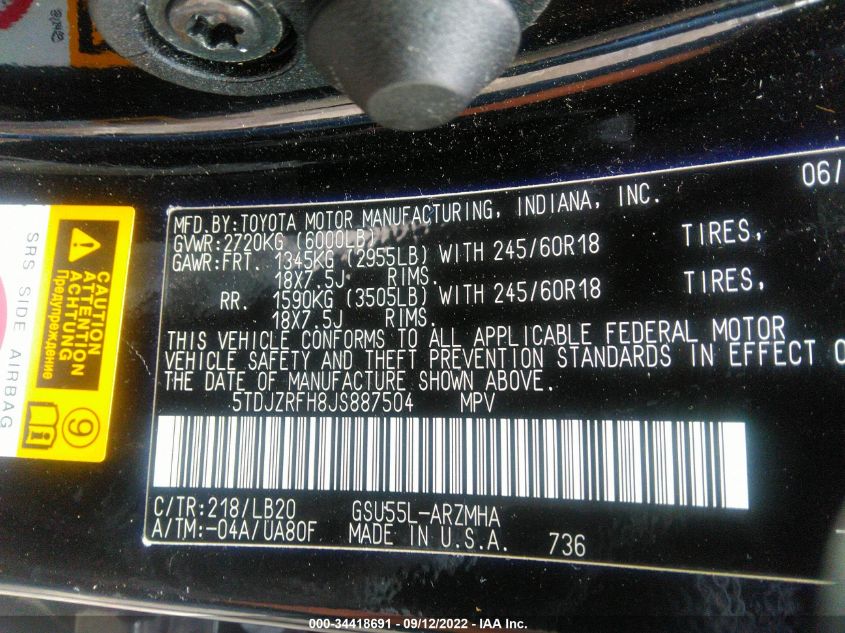 06/
MFD.BY:TOYOTA MOTOR MANUFACTURING, INDIANA, INC.
GVWR:2720KG (6000LB)
GAWR:FRT. 1345KG (2955LB) WITH 245/60R18 TIRES,
18X7.5J RIMS.
RR. 1590KG (3505LB) WITH 245/60R18 TIRES,
18X7.5J RIMS.
THIS VEHICLE CONFORMS TO ALL APPLICABLE FEDERAL MOTOR
VEHICLE SAFETY AND THEFT PREVENTION STANDARDS IN EFFECT O
THE DATE OF MANUFACTURE SHOWN ABOVE.
5TDJZRFH8JS887504 MPV
C/TR:218/LB20 GSU55L-ARZMHA
A/TM:-04A/UA80F MADE IN U.S.A. 736
SRS SIDE AIRBAG
CAUTION
ATTENTION
ACHTUNG
Предупреждение
9
000-34418691 - 09/12/2022 - IAA Inc.